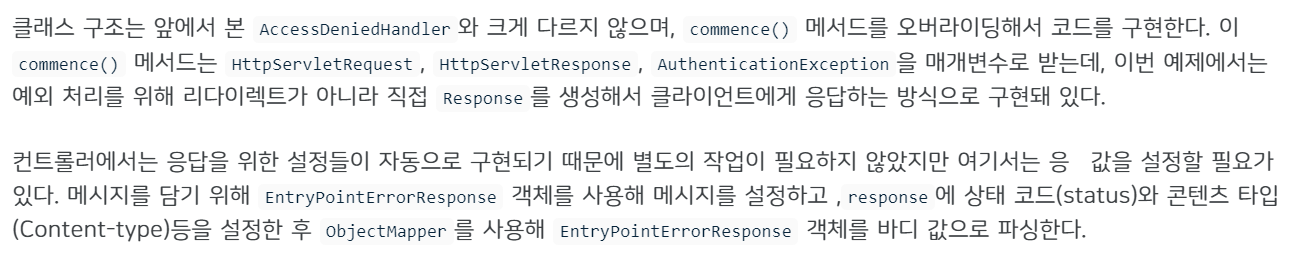 클래스 구조는 앞에서 본 AccessDeniedHandler 와 크게 다르지 않으며, commence() 메서드를 오버라이딩해서 코드를 구현한다. 이
commence() 메서드는 HttpServletRequest , HttpServletResponse , AuthenticationException 을 매개변수로 받는데, 이번 예제에서는
예외 처리를 위해 리다이렉트가 아니라 직접 Response 를 생성해서 클라이언트에게 응답하는 방식으로 구현돼 있다.
컨트롤러에서는 응답을 위한 설정들이 자동으로 구현되기 때문에 별도의 작업이 필요하지 않았지만 여기서는 응 값을 설정할 필요가
있다. 메시지를 담기 위해 EntryPointErrorResponse 객체를 사용해 메시지를 설정하고 , response 에 상태 코드(status)와 콘텐츠 타입
(Content-type)등을 설정한 후 ObjectMapper 를 사용해 EntryPointErrorResponse 객체를 바디 값으로 파싱한다.